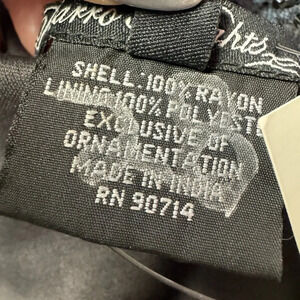 SHELL: 100% RAYON
LINING: 100% POLYESTE
EXCLUSIVE OF
ORNAMENTATION
MADE IN INDIA
RN 90714